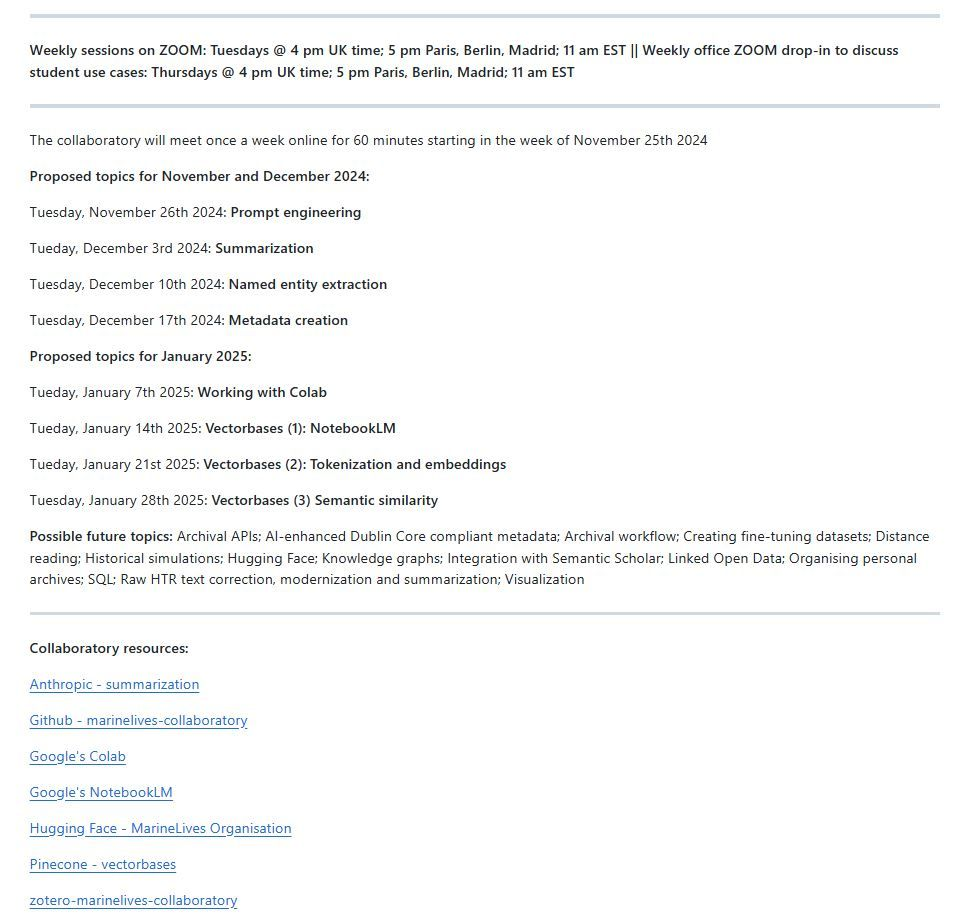 Weekly sessions on ZOOM: Tuesdays @ 4 pm UK time; 5 pm Paris, Berlin, Madrid; 11 am EST || Weekly office ZOOM drop-in to discuss
student use cases: Thursdays @ 4 pm UK time; 5 pm Paris, Berlin, Madrid; 11 am EST
The collaboratory will meet once a week online for 60 minutes starting in the week of November 25th 2024
Proposed topics for November and December 2024:
Tuesday, November 26th 2024: Prompt engineering
Tueday, December 3rd 2024: Summarization
Tuesday, December 10th 2024: Named entity extraction
Tuesday, December 17th 2024: Metadata creation
Proposed topics for January 2025:
Tueday, January 7th 2025: Working with Colab
Tueday, January 14th 2025: Vectorbases (1): NotebookLM
Tueday, January 21st 2025: Vectorbases (2): Tokenization and embeddings
Tuesday, January 28th 2025: Vectorbases (3) Semantic similarity
Possible future topics: Archival APIs; AI-enhanced Dublin Core compliant metadata; Archival workflow; Creating fine-tuning datasets; Distance
reading; Historical simulations; Hugging Face; Knowledge graphs; Integration with Semantic Scholar; Linked Open Data; Organising personal
archives; SQL; Raw HTR text correction, modernization and summarization; Visualization
Collaboratory resources:
Anthropic - summarization
Github - marinelives-collaboratory
Google's Colab
Google's NotebookLM
Hugging Face - MarineLives Organisation
Pinecone - vectorbases
zotero-marinelives-collaboratory